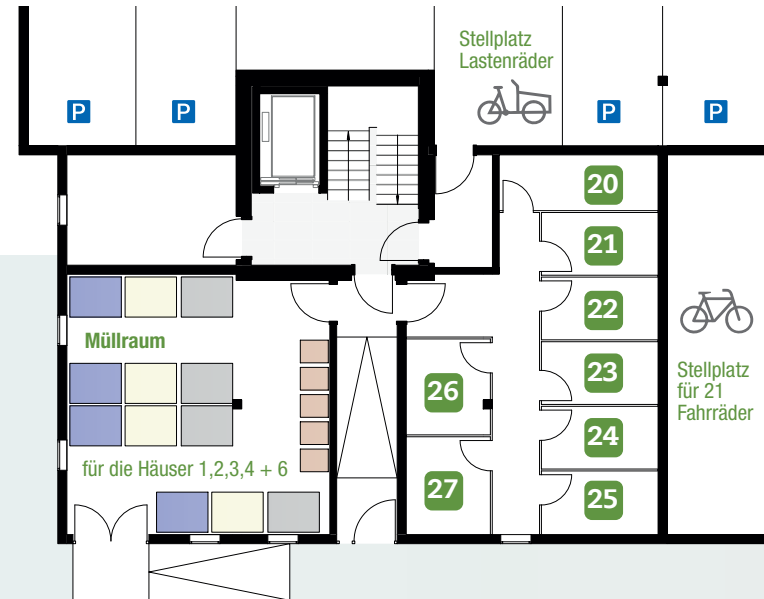 Stellplatz
Lastenräder
P
P
P
P
20
21
22
23
24
25
26
27
Müllraum
für die Häuser 1,2,3,4 + 6
Stellplatz
für 21
Fahrräder